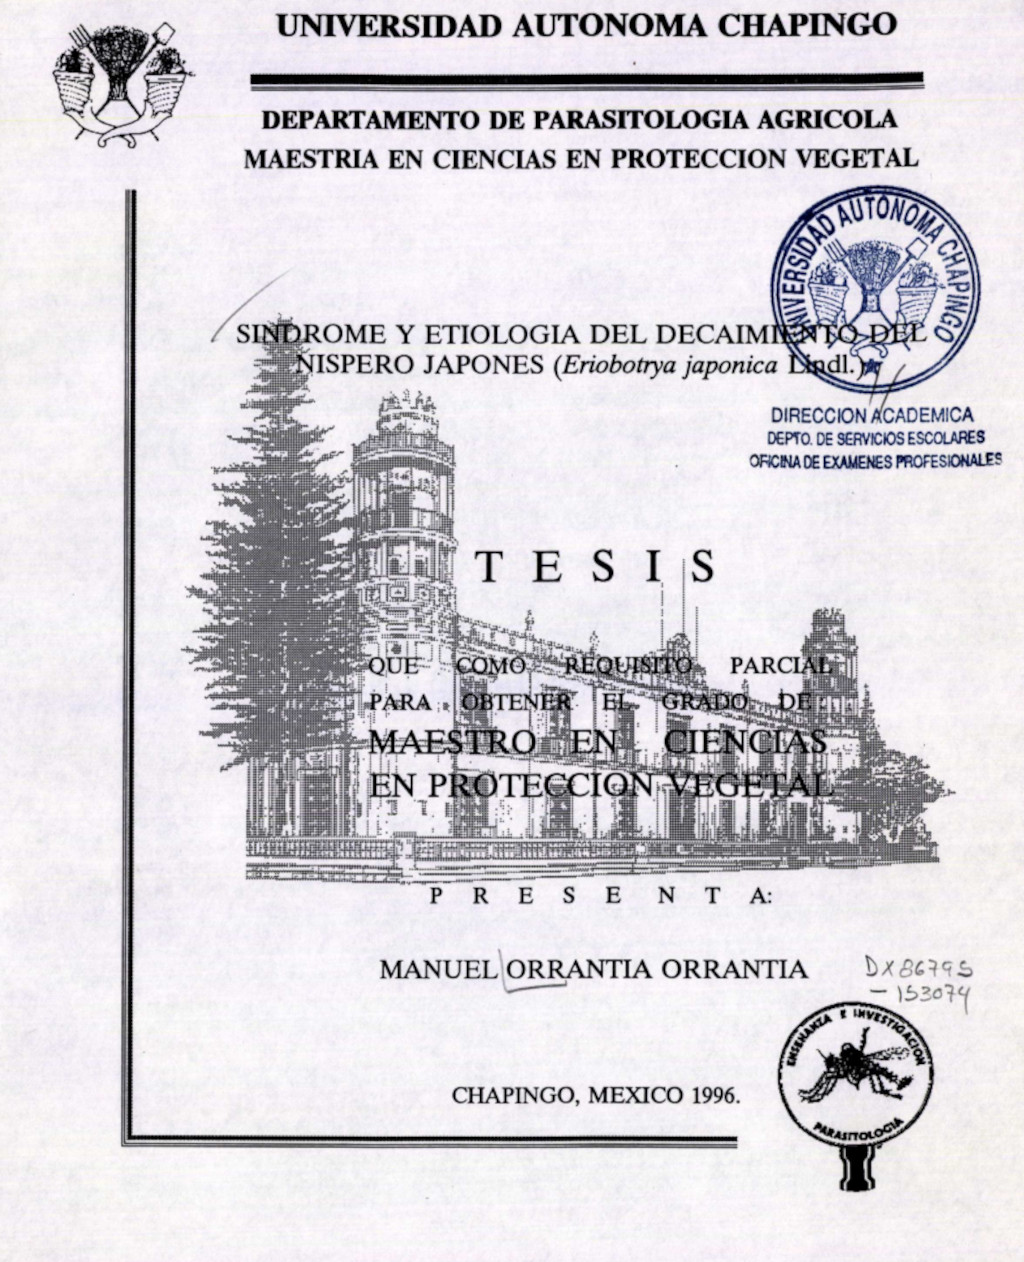 UNIVERSIDAD AUTONOMA CHAPINGO
DEPARTAMENTO DE PARASITOLOGIA AGRICOLA
MAESTRIA EN CIENCIAS EN PROTECCION VEGETAL
UNIVERSIDAD AUTONOMA CHAPINGO
SINDROME Y ETIOLOGIA DEL DECAIMIENTO DEL
NISPERO JAPONES (Eriobotrya japonica Lindl.)
DIRECCION ACADEMICA
DEPTO. DE SERVICIOS ESCOLARES
OFICINA DE EXAMENES PROFESIONALES
T E S I S
QUE COMO REQUISITO PARCIAL
PARA OBTENER EL GRADO DE
MAESTRO EN CIENCIAS
EN PROTECCION VEGETAL
P R E S E N T A:
MANUEL ORRANTIA ORRANTIA
DX86795
- 153074
ENSEÑANZA E INVESTIGACION
PARASITOLOGIA
CHAPINGO, MEXICO 1996.